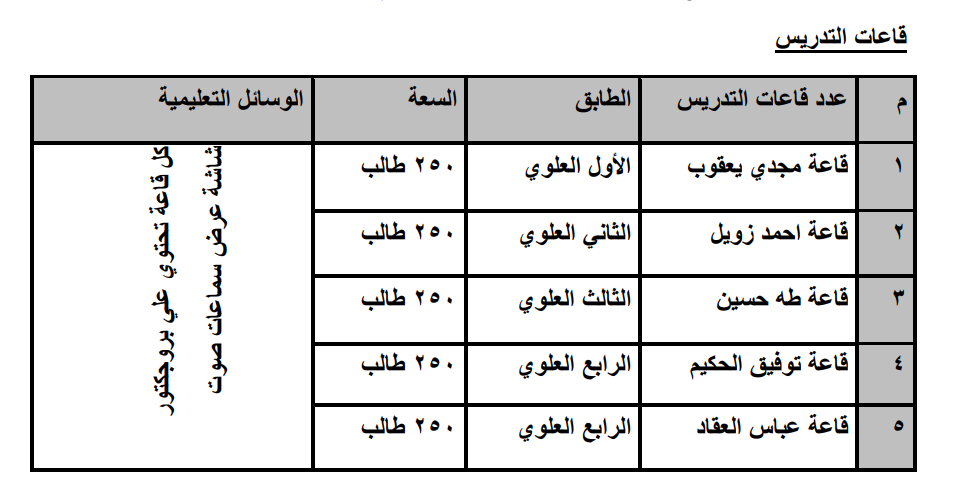 قاعات التدريس
م عدد قاعات التدريس الطابق السعة الوسائل التعليمية
١ قاعة مجدي يعقوب الأول العلوي ٢٥٠ طالب
٢ قاعة احمد زويل الثاني العلوي ٢٥٠ طالب
٣ قاعة طه حسين الثالث العلوي ٢٥٠ طالب
٤ قاعة توفيق الحكيم الرابع العلوي ٢٥٠ طالب
٥ قاعة عباس العقاد الرابع العلوي ٢٥٠ طالب
كل قاعة تحتوي علي بروجكتور
شاشة عرض سماعات صوت